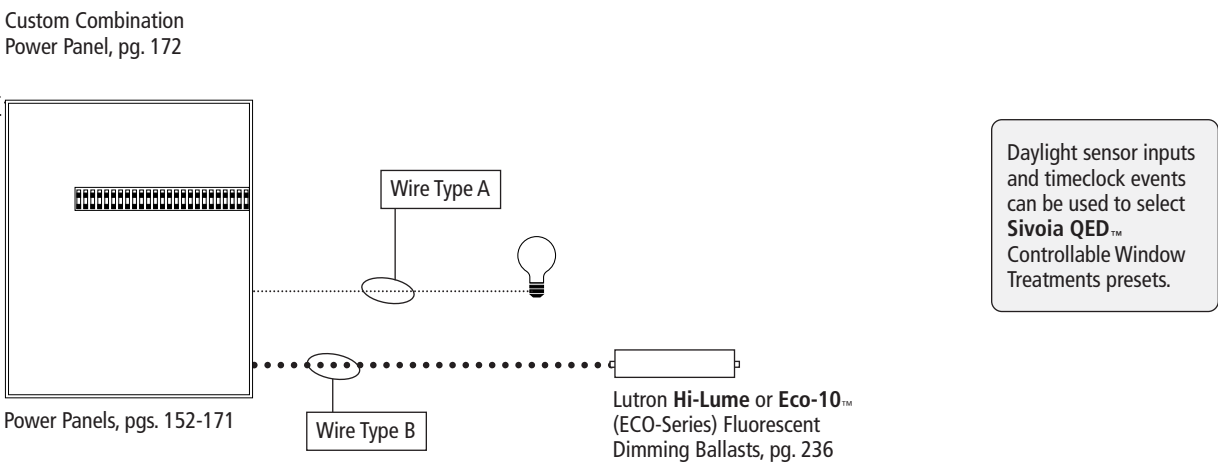 Custom Combination
Power Panel, pg. 172
Wire Type A
Daylight sensor inputs
and timeclock events
can be used to select
Sivoia QED™
Controllable Window
Treatments presets.
Power Panels, pgs. 152-171
Wire Type B
Lutron Hi-Lume or Eco-10™
(ECO-Series) Fluorescent
Dimming Ballasts, pg. 236